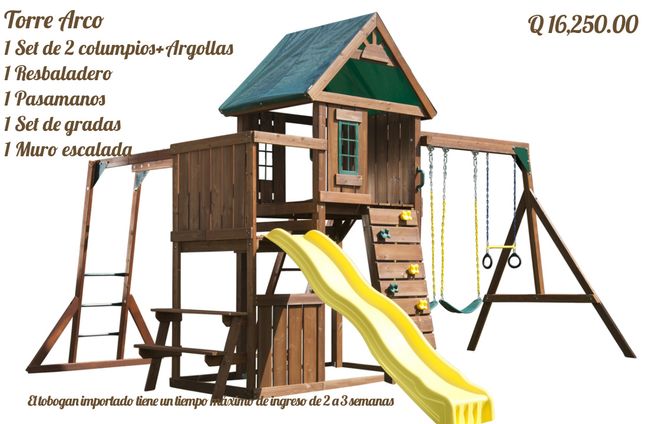 Torre Arco
Q 16,250.00
1 Set de 2 columpios+Argollas
1 Resbaladero
1 Pasamanos
1 Set de gradas
1 Muro escalada
El tobogan importado tiene un tiempo máximo de ingreso de 2 a 3 semanas